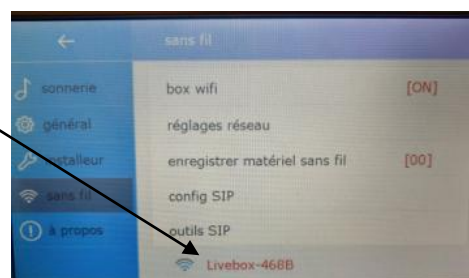 sans fil
sonnerie
général
installeur
sans fil
à propos
box wifi [ON]
réglages réseau
enregistrer matériel sans fil [00]
config SIP
outils SIP
Livebox-468B